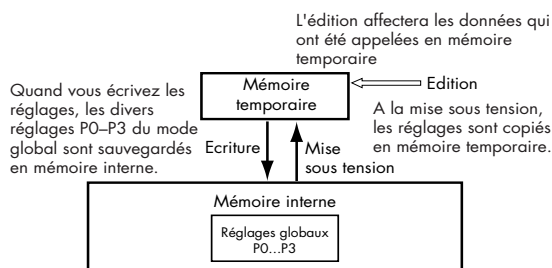 L'édition affectera les données qui
ont été appelées en mémoire
temporaire
Quand vous écrivez les
réglages, les divers
réglages P0–P3 du mode
global sont sauvegardés
en mémoire interne.
Mémoire
temporaire
Edition
A la mise sous tension,
les réglages sont copiés
en mémoire temporaire.
Ecriture
Mise
sous tension
Mémoire interne
Réglages globaux
P0...P3